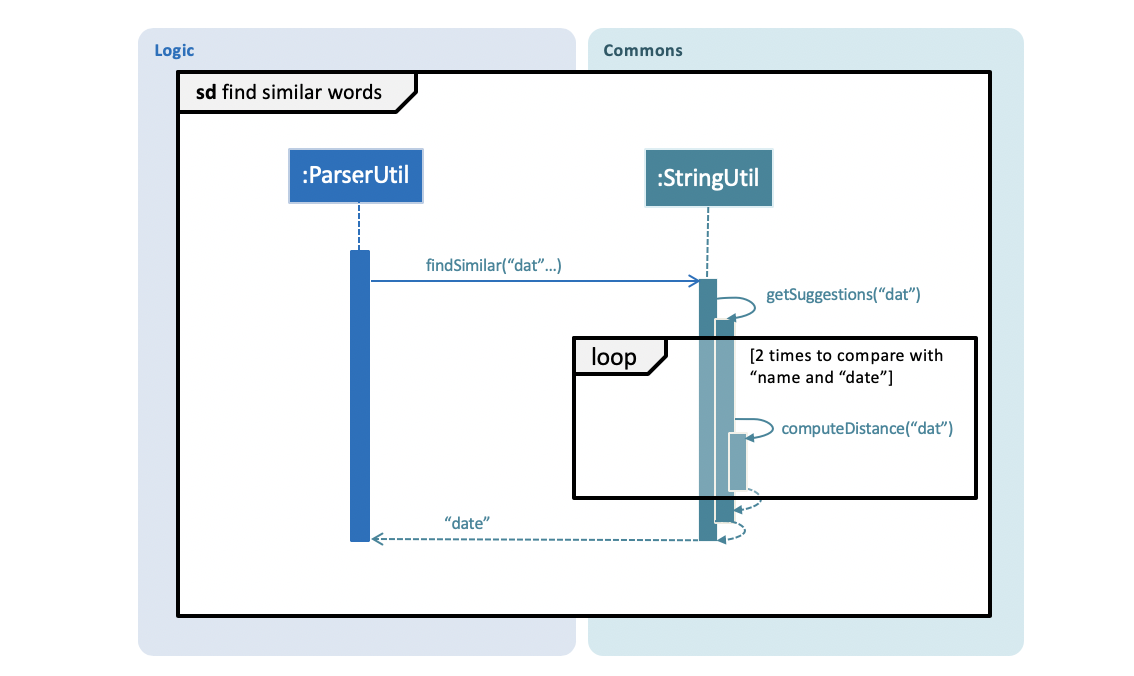 Logic
Commons
sd find similar words
:ParserUtil
:StringUtil
findSimilar(“dat”...)
getSuggestions(“dat”)
loop
[2 times to compare with
“name and “date”]
computeDistance(“dat”)
“date”